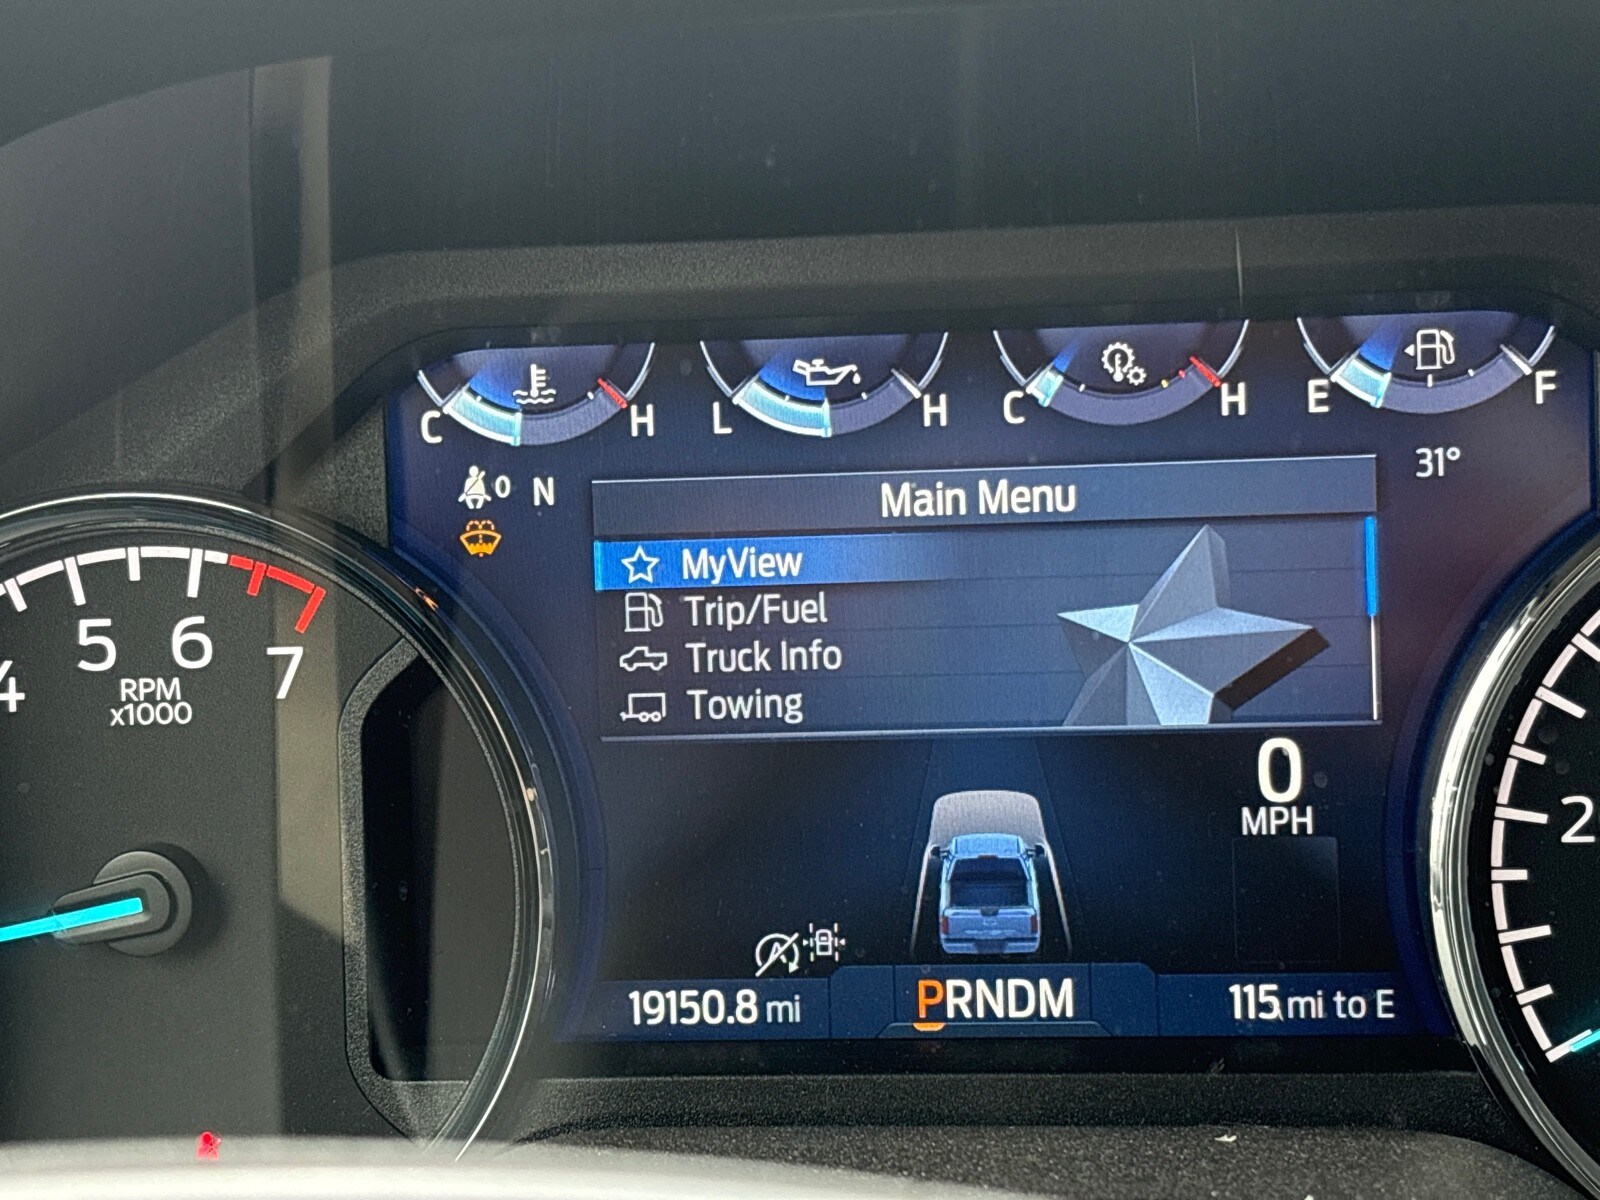 C H L H C H E F
0 N
31°
Main Menu
MyView
Trip/Fuel
Truck Info
Towing
4 5 6 7
RPM
x1000
0
MPH
2
19150.8 mi
PRNDM
115 mi to E